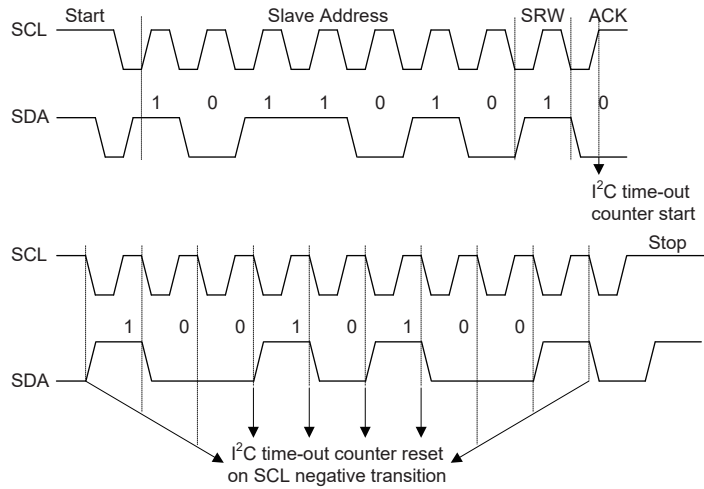 Start Slave Address SRW ACK
SCL
1 0 1 1 0 1 0 1 0
SDA
I²C time-out
counter start
Stop
SCL
1 0 0 1 0 1 0 0
SDA
I²C time-out counter reset
on SCL negative transition